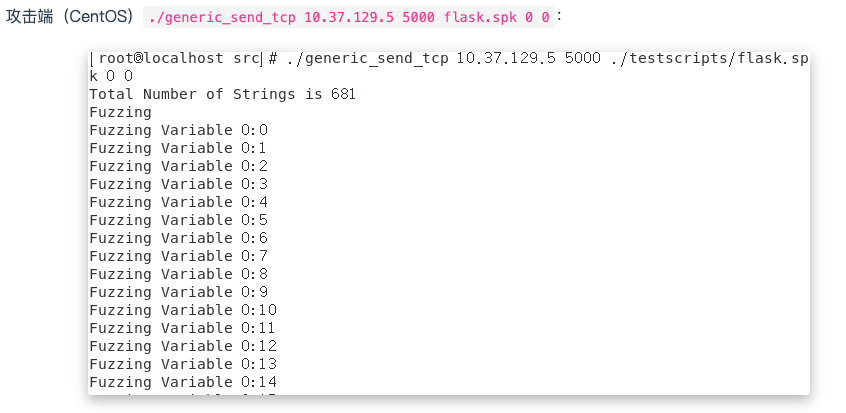 攻击端（CentOS）./generic_send_tcp 10.37.129.5 5000 flask.spk 0 0：
[root@localhost src]# ./generic_send_tcp 10.37.129.5 5000 ./testscripts/flask.sp
k 0 0
Total Number of Strings is 681
Fuzzing
Fuzzing Variable 0:0
Fuzzing Variable 0:1
Fuzzing Variable 0:2
Fuzzing Variable 0:3
Fuzzing Variable 0:4
Fuzzing Variable 0:5
Fuzzing Variable 0:6
Fuzzing Variable 0:7
Fuzzing Variable 0:8
Fuzzing Variable 0:9
Fuzzing Variable 0:10
Fuzzing Variable 0:11
Fuzzing Variable 0:12
Fuzzing Variable 0:13
Fuzzing Variable 0:14